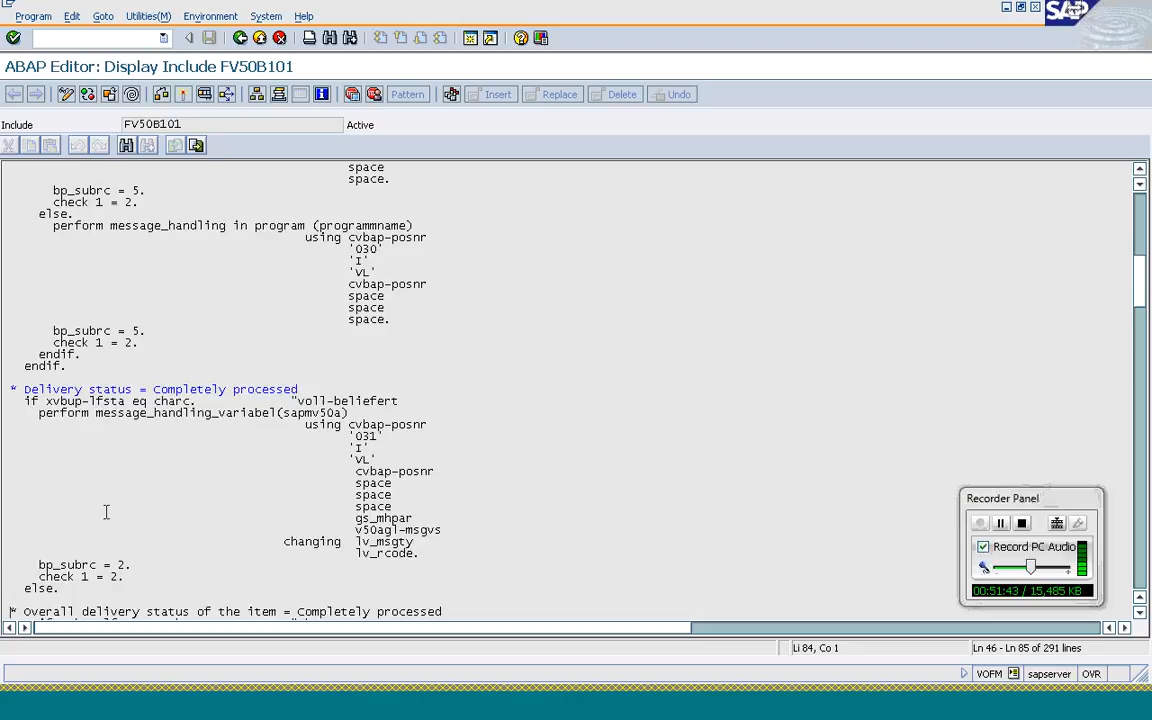 Program Edit Goto Utilities(M) Environment System Help
SAP
ABAP Editor: Display Include FV50B101
Pattern Insert Replace Delete Undo
Include FV50B101 Active
space
space.
bp_subrc = 5.
check 1 = 2.
else.
perform message_handling in program (programmname)
using cvbap-posnr
'030'
'I'
'VL'
cvbap-posnr
space
space
space.
bp_subrc = 5.
check 1 = 2.
endif.
endif.
* Delivery status = Completely processed
if xvbup-lfsta eq charc. "voll-beliefert
perform message_handling_variabel(sapmv50a)
using cvbap-posnr
'031'
'I'
'VL'
cvbap-posnr
space
space
space
gs_mhpar
v50agl-msgvs
changing lv_msgty
lv_rcode.
bp_subrc = 2.
check 1 = 2.
else.
* Overall delivery status of the item = Completely processed
Recorder Panel
Record PC Audio
00:51:43 / 15,485 KB
Li 84, Co 1 Ln 46 - Ln 85 of 291 lines
VOFM sapserver OVR